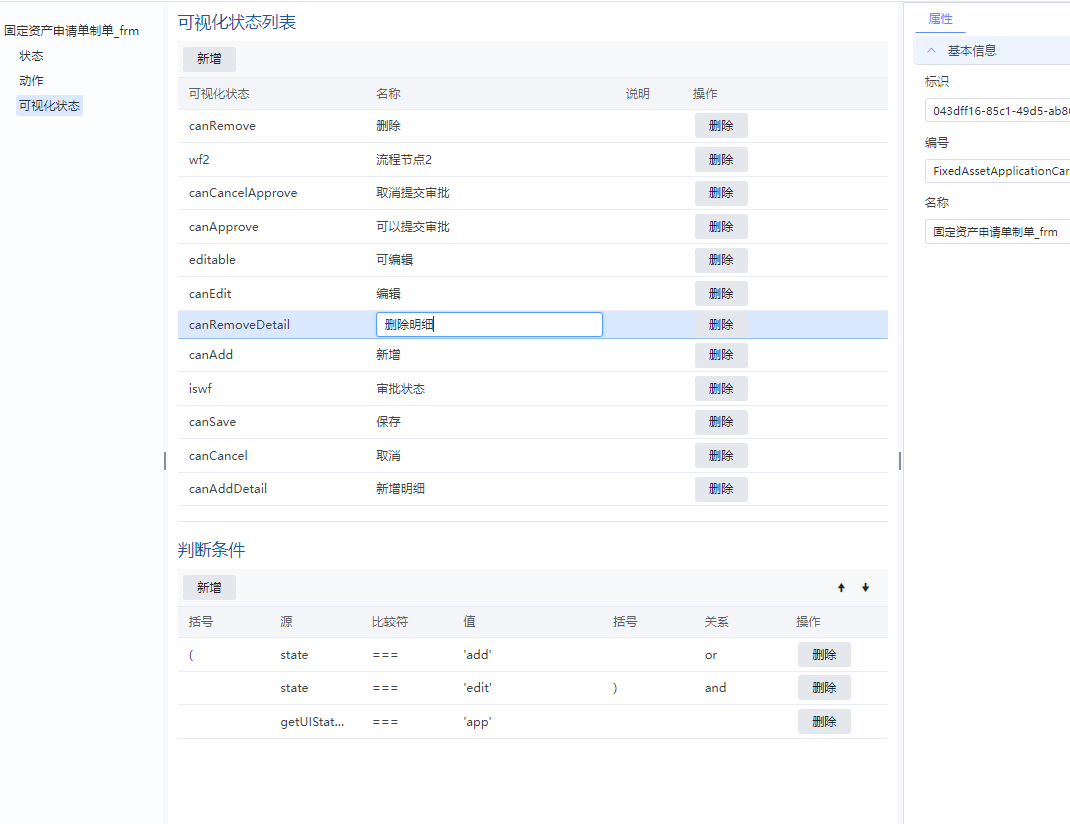 固定资产申请单制单_frm
状态
动作
可视化状态
可视化状态列表
新增
可视化状态 名称 说明 操作
canRemove 删除 删除
wf2 流程节点2 删除
canCancelApprove 取消提交审批 删除
canApprove 可以提交审批 删除
editable 可编辑 删除
canEdit 编辑 删除
canRemoveDetail 删除明细 删除
canAdd 新增 删除
iswf 审批状态 删除
canSave 保存 删除
canCancel 取消 删除
canAddDetail 新增明细 删除
判断条件
新增
括号 源 比较符 值 括号 关系 操作
( state === 'add' or 删除
state === 'edit' ) and 删除
getUIStat... === 'app' 删除
属性
基本信息
标识
043dff16-85c1-49d5-ab8
编号
FixedAssetApplicationCar
名称
固定资产申请单制单_frm